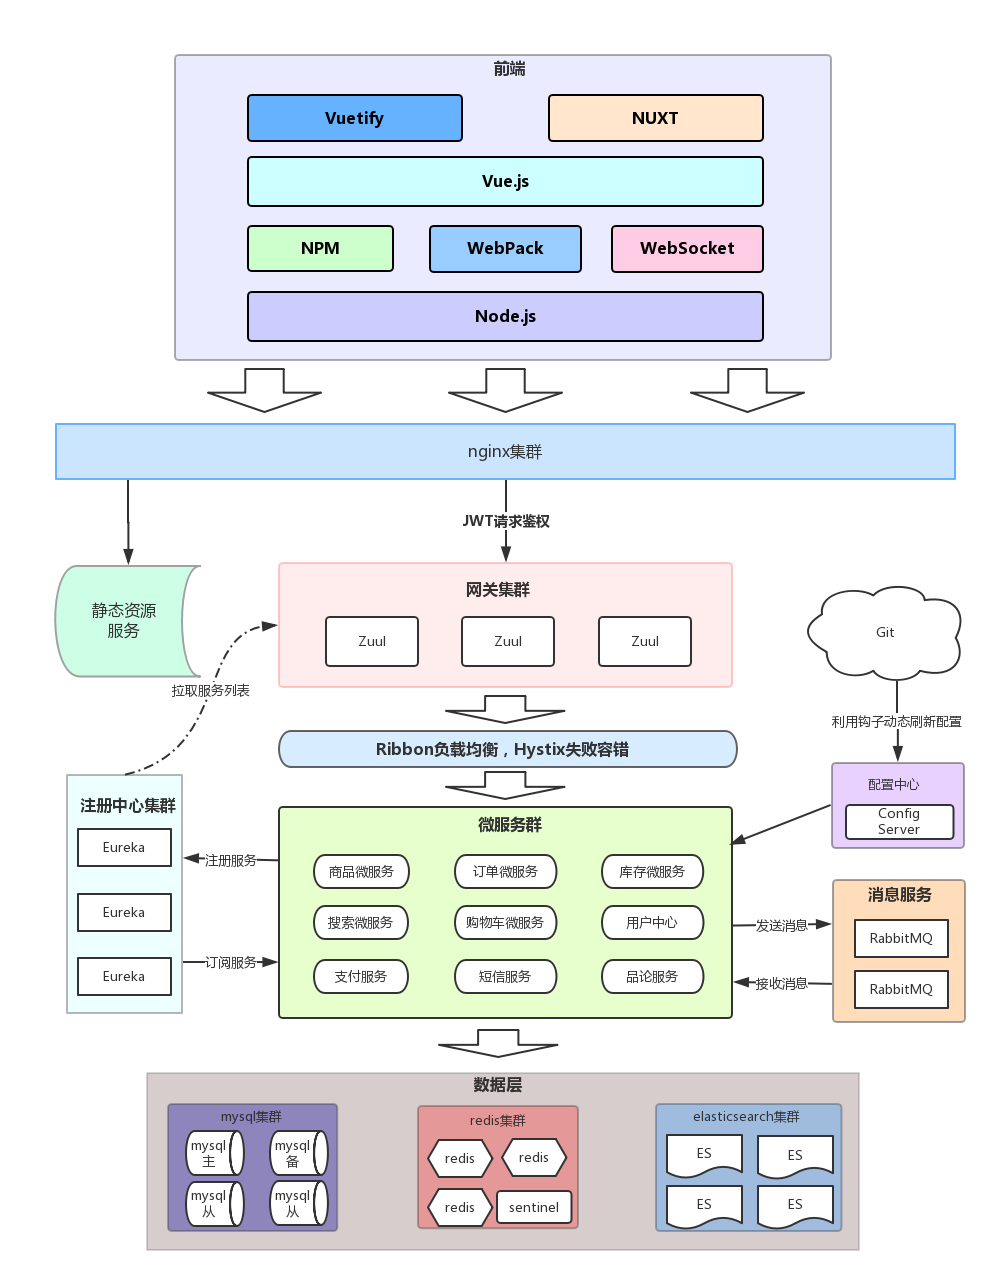 前端
Vuetify
NUXT
Vue.js
NPM
WebPack
WebSocket
Node.js
nginx集群
JWT请求鉴权
静态资源
服务
网关集群
Zuul
Zuul
Zuul
Git
拉取服务列表
利用钩子动态刷新配置
Ribbon负载均衡，Hystix失败容错
注册中心集群
Eureka
Eureka
Eureka
注册服务
订阅服务
微服务群
商品微服务
订单微服务
库存微服务
搜索微服务
购物车微服务
用户中心
支付服务
短信服务
品论服务
配置中心
Config
Server
发送消息
接收消息
消息服务
RabbitMQ
RabbitMQ
数据层
mysql集群
mysql
主
mysql
备
mysql
从
mysql
从
redis集群
redis
redis
redis
sentinel
elasticsearch集群
ES
ES
ES
ES